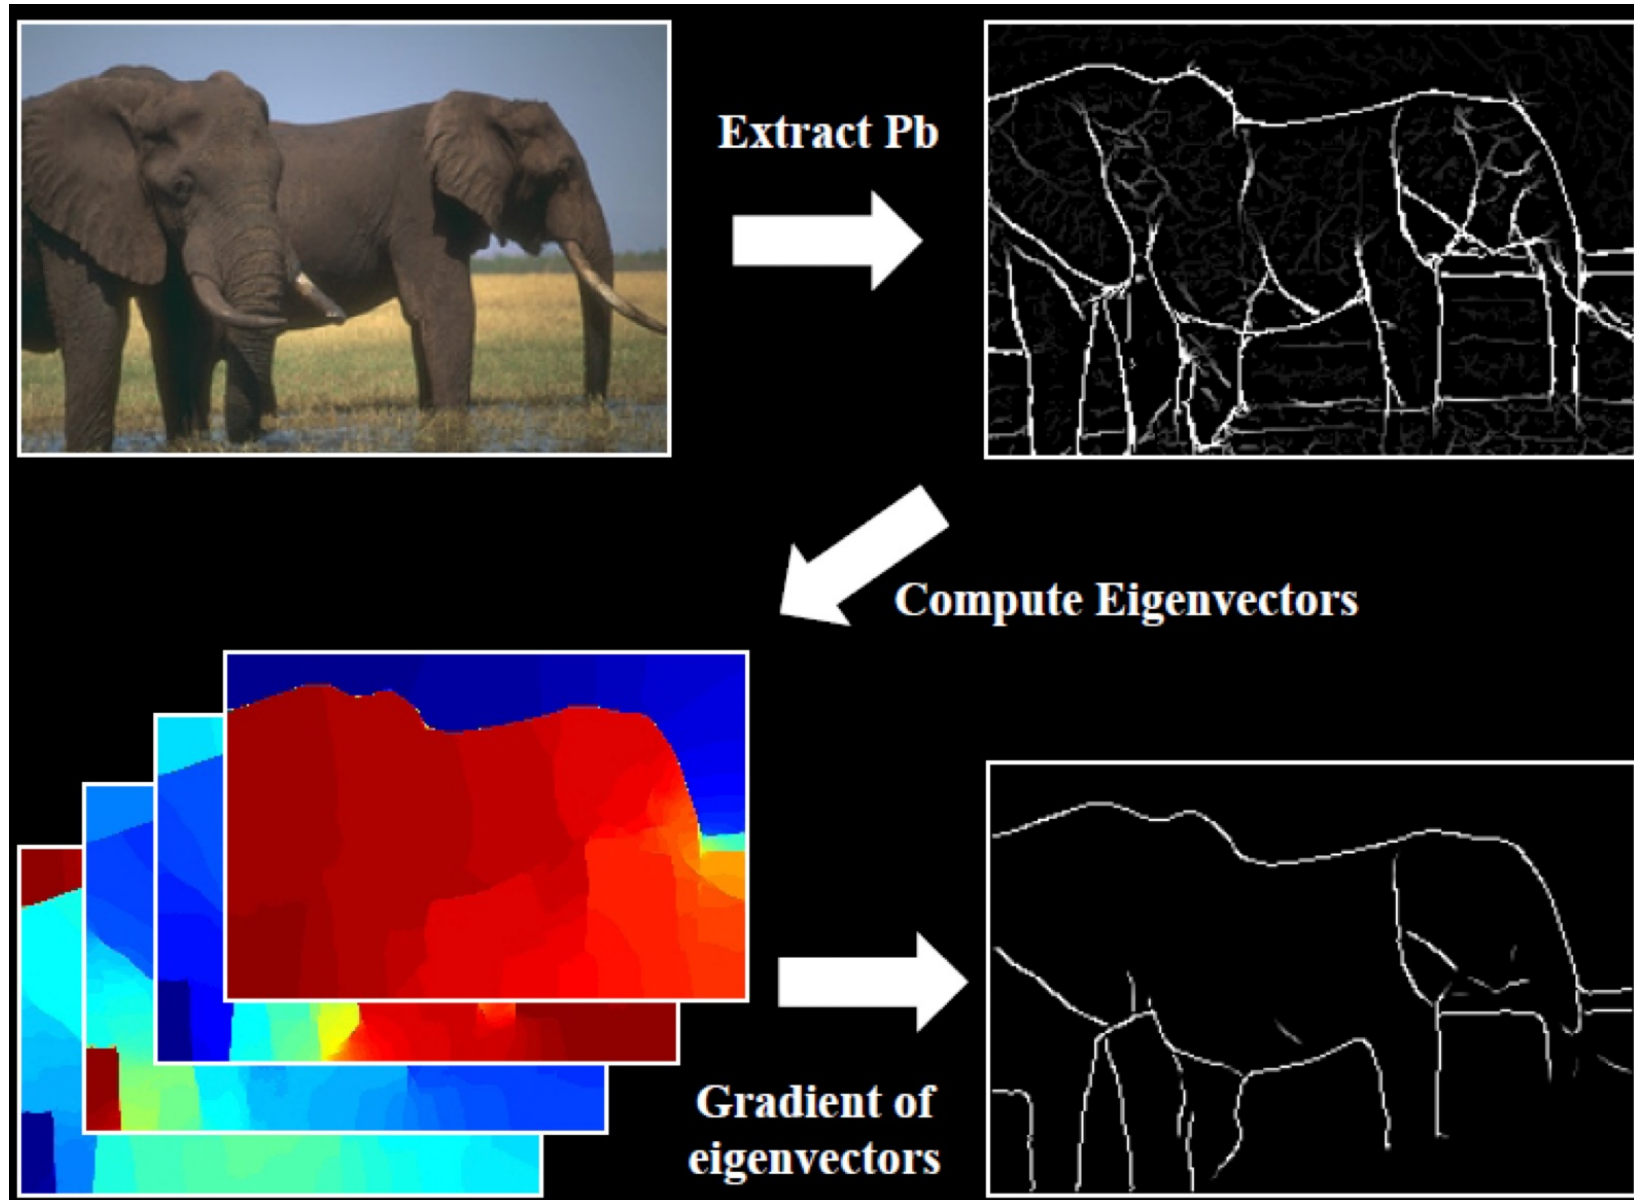 Extract Pb
Compute Eigenvectors
Gradient of
eigenvectors